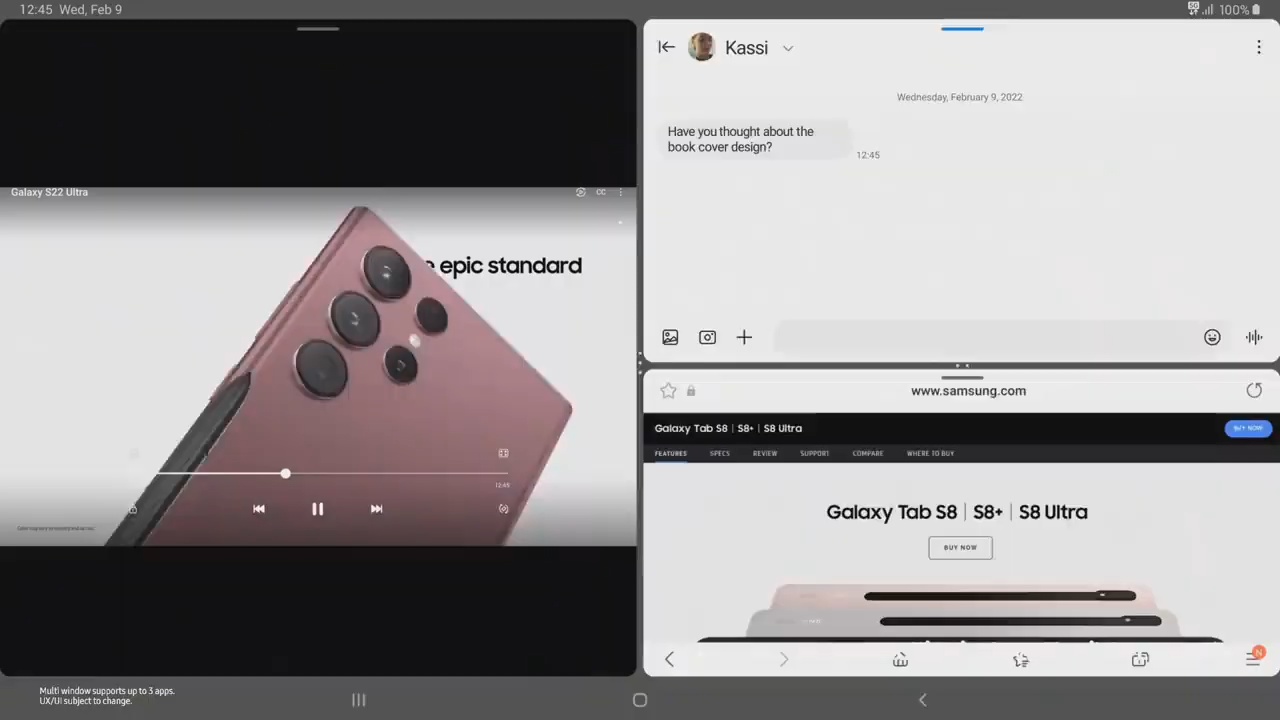 12:45 Wed, Feb 9
5G 100%
Galaxy S22 Ultra
CC
epic standard
12:45
Kassi
Wednesday, February 9, 2022
Have you thought about the
book cover design?
12:45
www.samsung.com
Galaxy Tab S8 | S8+ | S8 Ultra
BUY NOW
FEATURES SPECS REVIEW SUPPORT COMPARE WHERE TO BUY
Galaxy Tab S8 | S8+ | S8 Ultra
BUY NOW
N
Multi window supports up to 3 apps.
UX/UI subject to change.